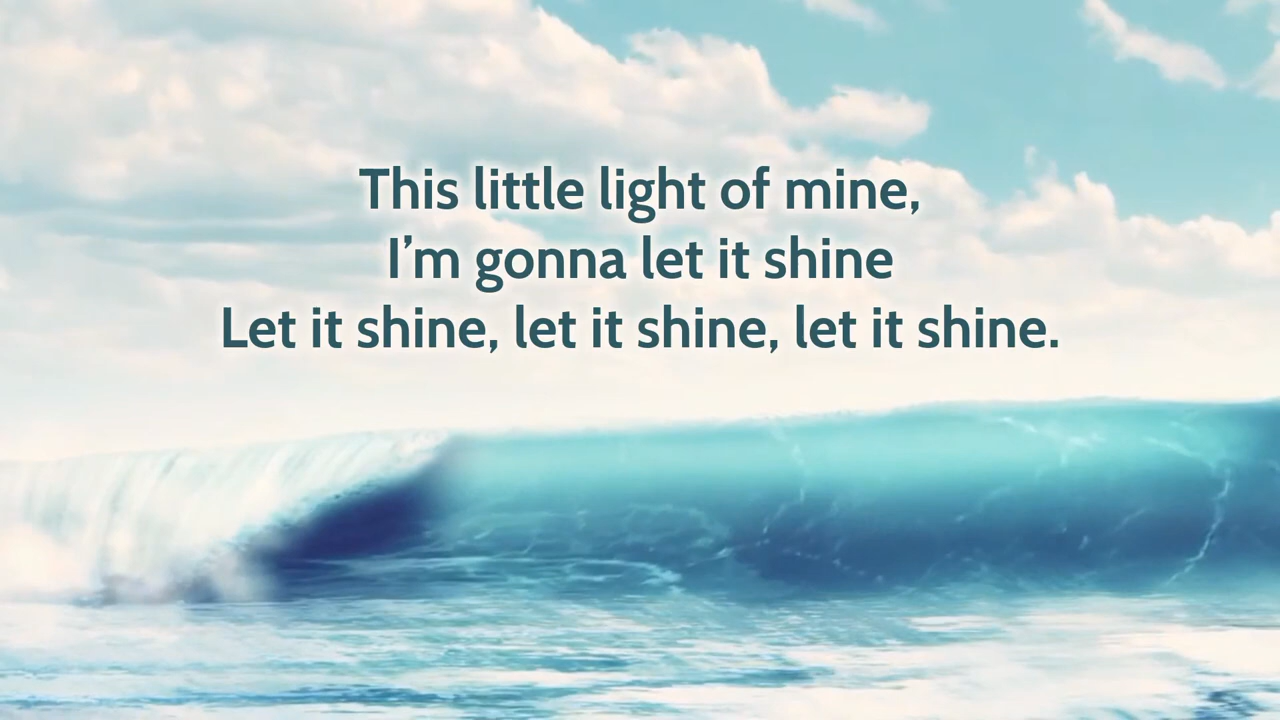 This little light of mine,
I’m gonna let it shine
Let it shine, let it shine, let it shine.